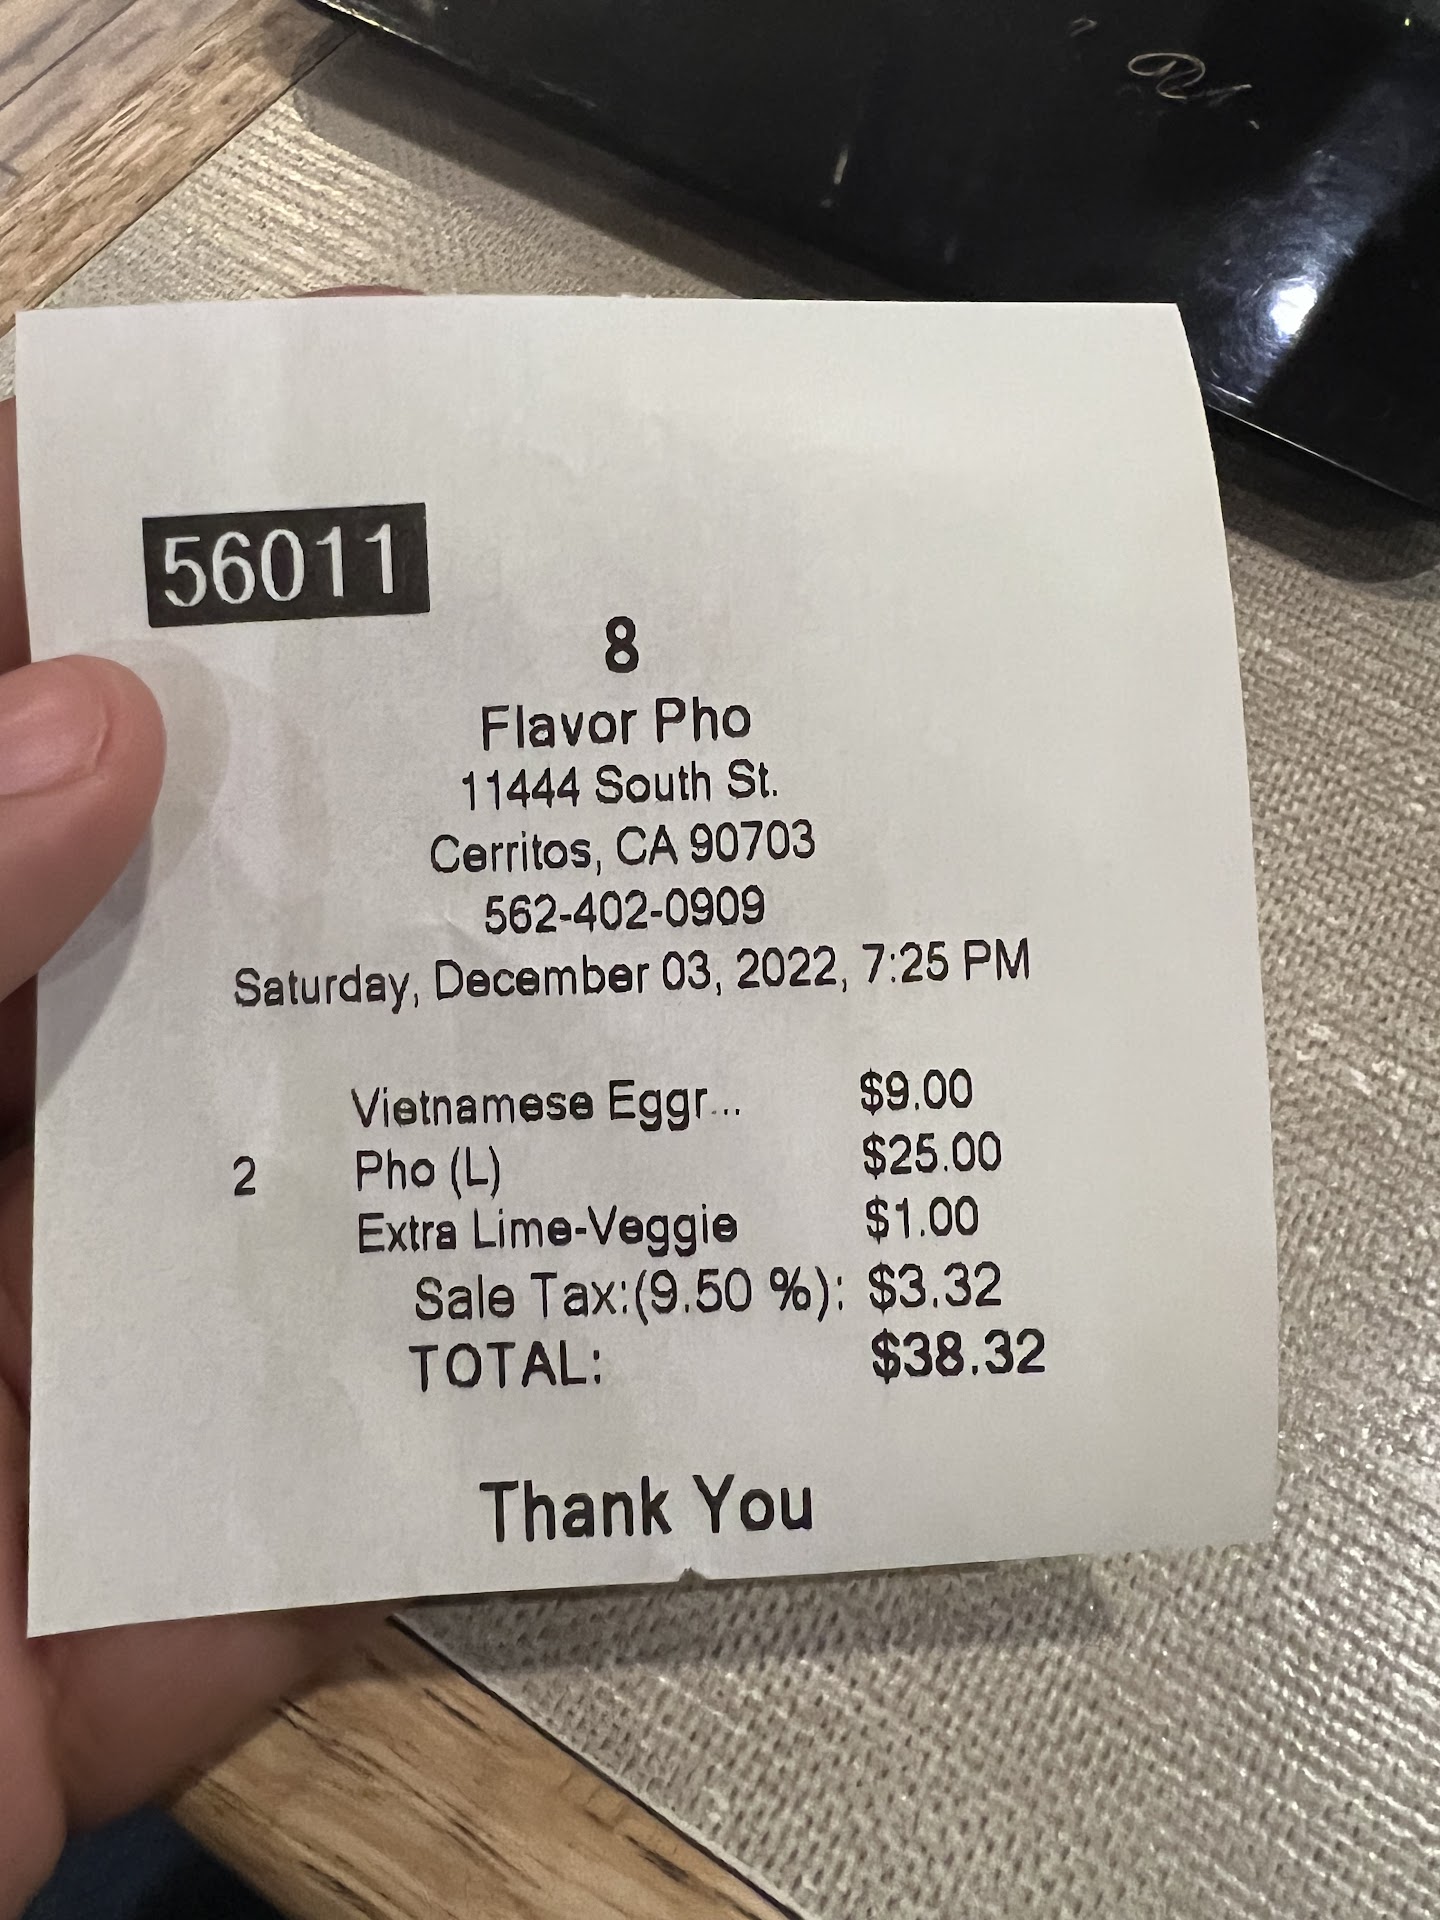 56011
8
Flavor Pho
11444 South St.
Cerritos, CA 90703
562-402-0909
Saturday, December 03, 2022, 7:25 PM
Vietnamese Eggr... $9.00
2 Pho (L) $25.00
Extra Lime-Veggie $1.00
Sale Tax:(9.50 %): $3.32
TOTAL: $38.32
Thank You